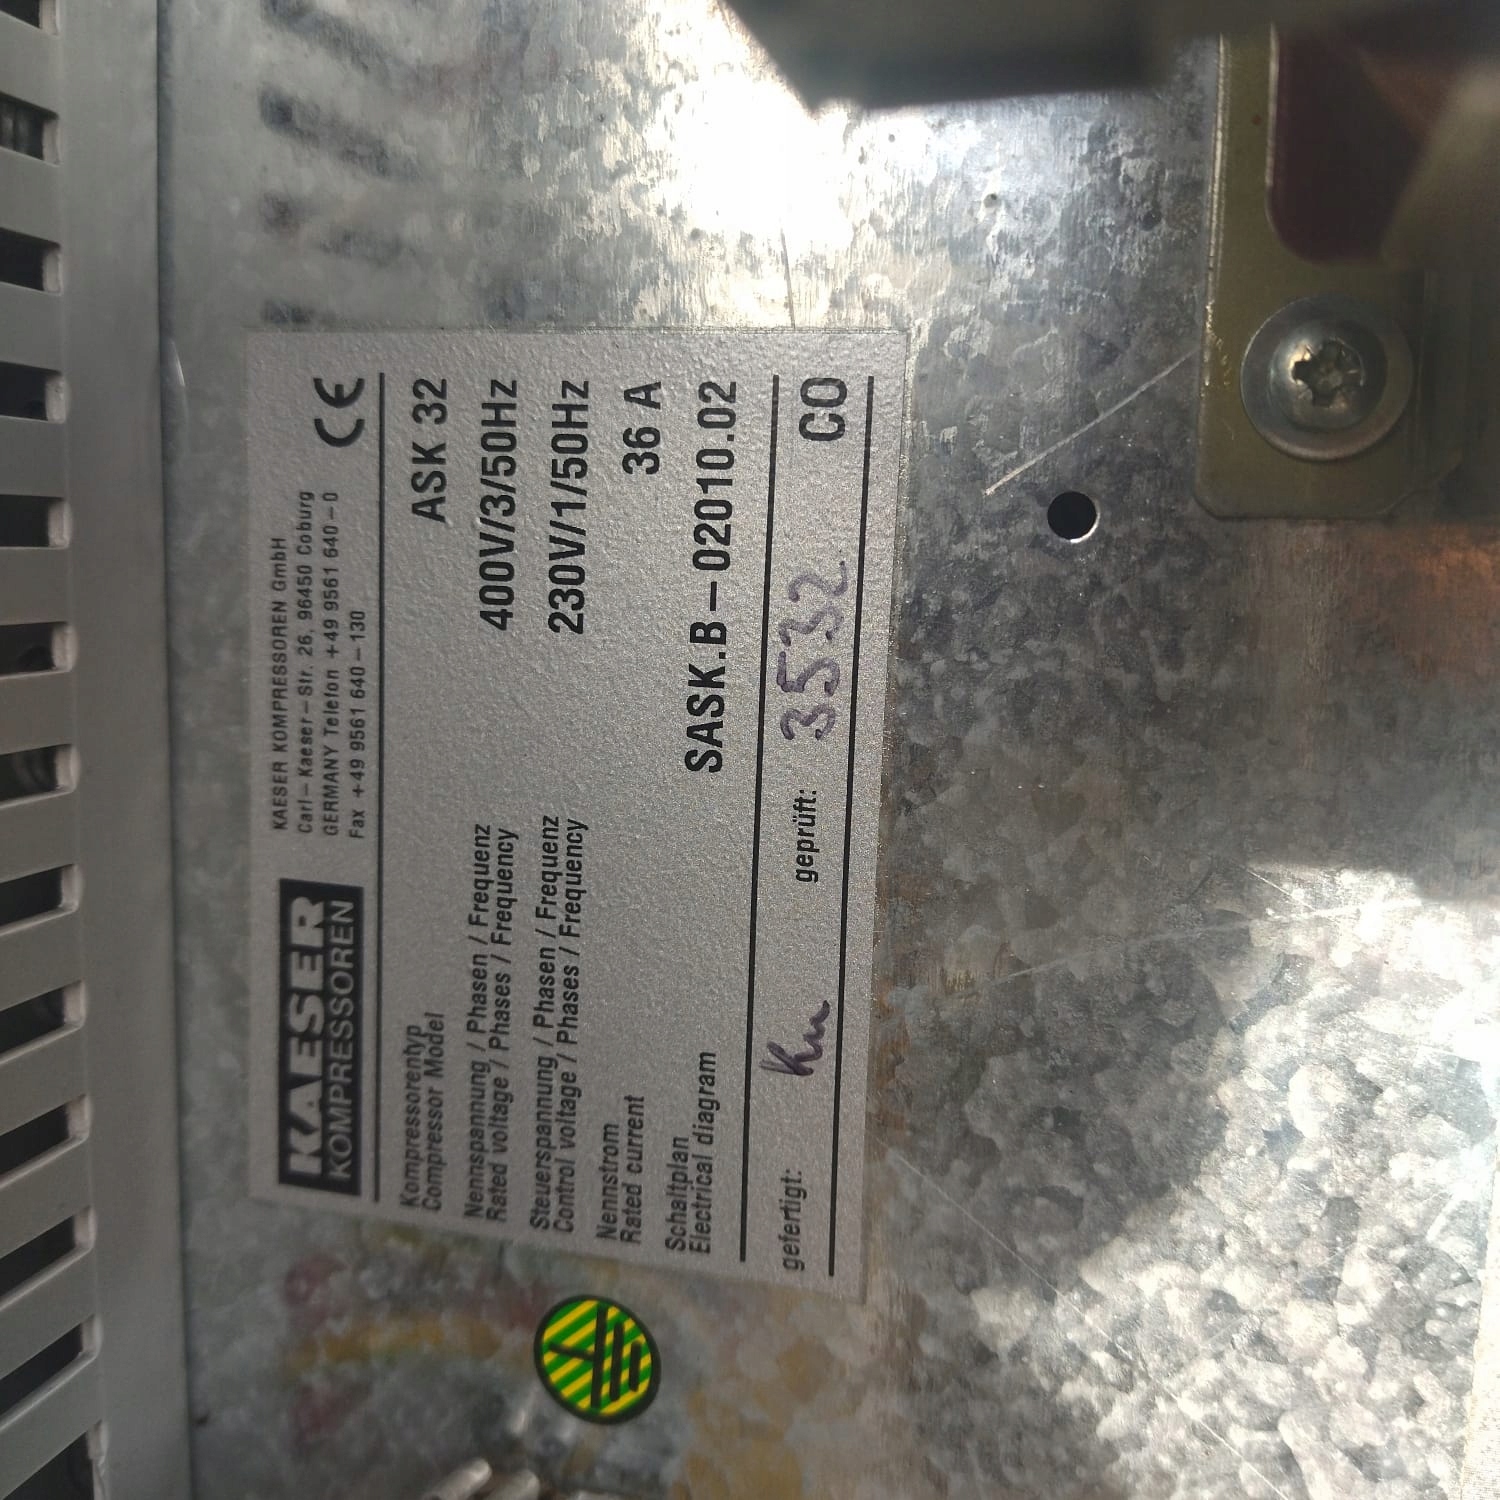 KAESER
KOMPRESSOREN
KAESER KOMPRESSOREN GmbH
Carl-Kaeser-Str. 26, 96450 Coburg
GERMANY Telefon +49 9561 640-0
Fax +49 9561 640-130
CE
Kompressorentyp
Compressor Model
ASK 32
Nennspannung / Phasen / Frequenz
Rated voltage / Phases / Frequency
400V/3/50Hz
Steuerspannung / Phasen / Frequenz
Control voltage / Phases / Frequency
230V/1/50Hz
Nennstrom
Rated current
36 A
Schaltplan
Electrical diagram
SASK.B-02010.02
gefertigt: geprüft: 3532 CO